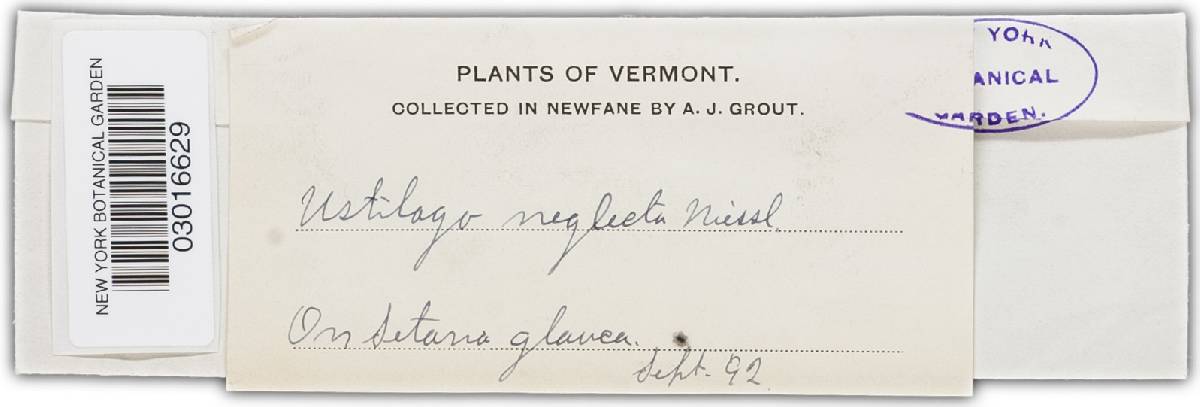 NEW YORK BOTANICAL GARDEN
03016629
PLANTS OF VERMONT.
COLLECTED IN NEWFANE BY A. J. GROUT.
Ustilago neglecta Niessl.
On Setaria glauca.
Sept. 92
YORK
ANICAL
GARDEN.